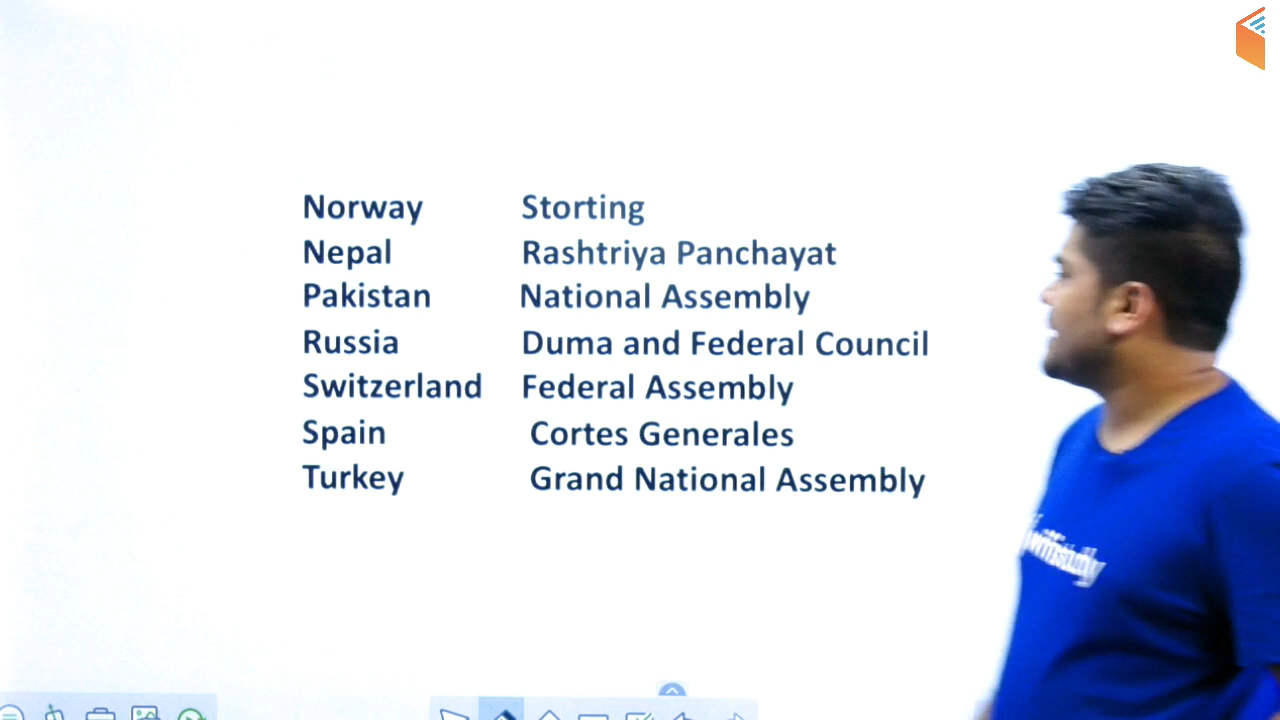 Norway Storting
Nepal Rashtriya Panchayat
Pakistan National Assembly
Russia Duma and Federal Council
Switzerland Federal Assembly
Spain Cortes Generales
Turkey Grand National Assembly